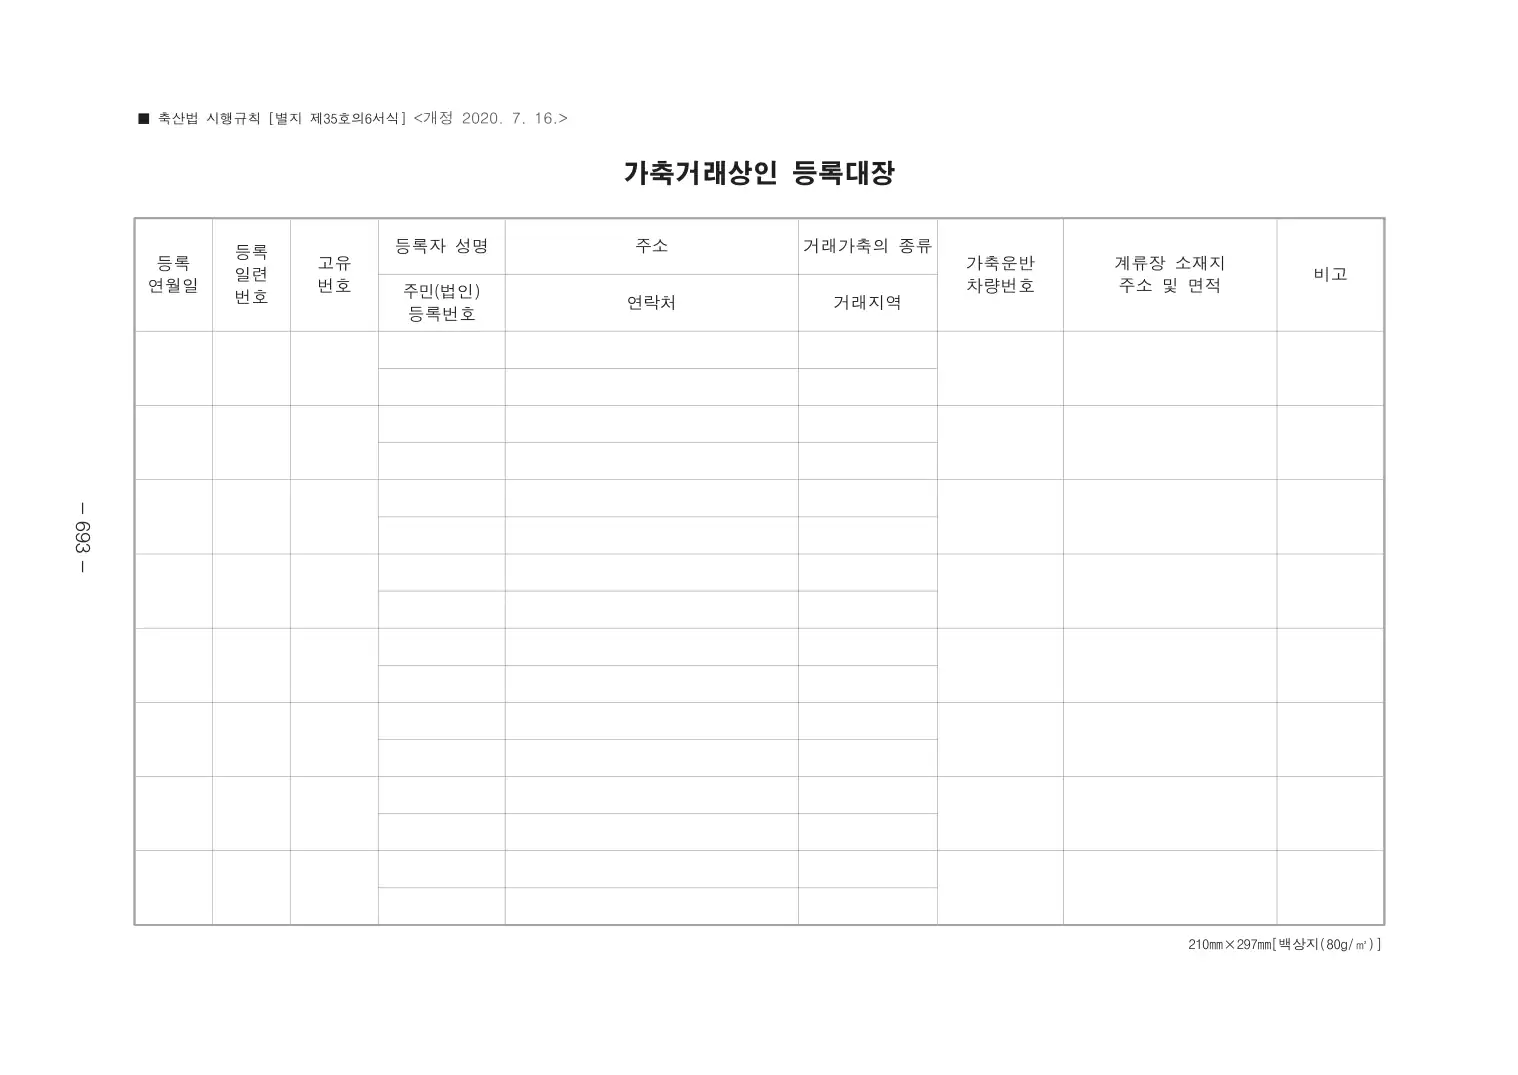 ■ 축산법 시행규칙 [별지 제35호의6서식] <개정 2020. 7. 16.>
가축거래상인 등록대장
등록
연월일
등록
일련
번호
고유
번호
등록자 성명
주민(법인)
등록번호
주소
연락처
거래가축의 종류
거래지역
가축운반
차량번호
계류장 소재지
주소 및 면적
비고
210㎜×297㎜[백상지(80g/㎡)]
- 693 -